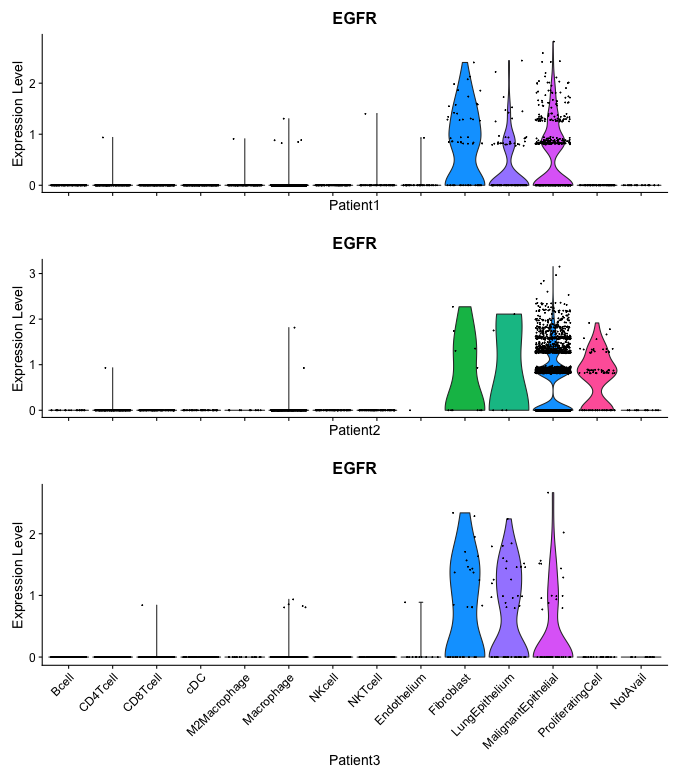 EGFR
Expression Level
2
1
0
Patient1
EGFR
Expression Level
3
2
1
0
Patient2
EGFR
Expression Level
2
1
0
Bcell
CD4Tcell
CD8Tcell
cDC
M2Macrophage
Macrophage
NKcell
NKTcell
Endothelium
Fibroblast
LungEpithelium
MalignantEpithelial
ProliferatingCell
NotAvail
Patient3